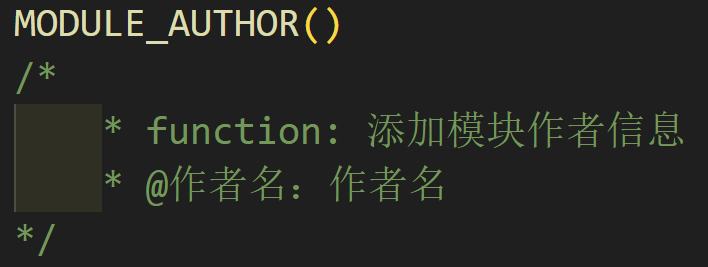 MODULE_AUTHOR()
/*
* function: 添加模块作者信息
* @作者名：作者名
*/